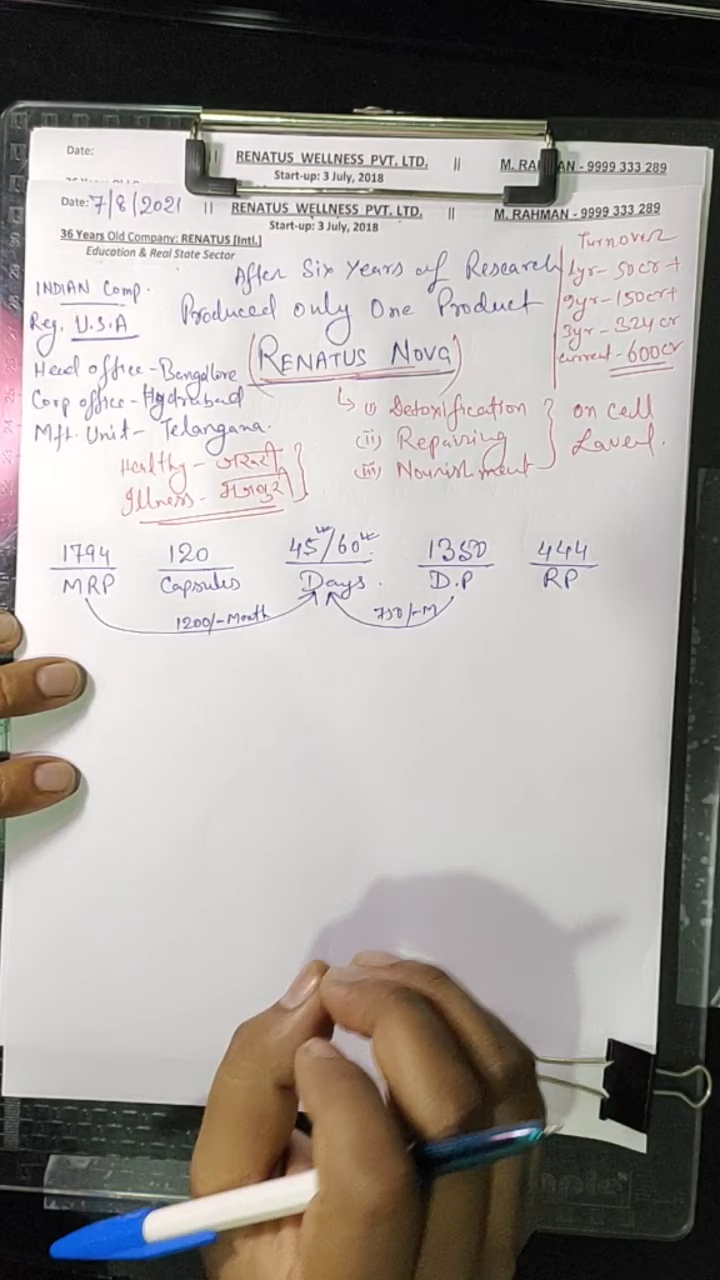 Date:
||
RENATUS WELLNESS PVT. LTD.
||
M. RA
AN - 9999 333 289
Start-up: 3 July, 2018
Date: 7/8/2021
||
RENATUS WELLNESS PVT. LTD.
||
M. RAHMAN - 9999 333 289
Start-up: 3 July, 2018
36 Years Old Company: RENATUS [Intl.]
Education & Real State Sector
Turnover
1yr - 50cr +
2yr - 150cr+
3yr - 324 cr
current - 600cr
After Six Years of Research
Produced only One Product
(RENATUS NOVA)
INDIAN Comp.
Reg. U.S.A
Head office - Bangalore
Corp office - Hydrabad
Mft. Unit - Telangana.
(i) Detoxification
(ii) Repairing
(iii) Nourishment
on cell
Lavel.
Healthy - जरूरी
Illness - मजबुरी
1794
MRP
120
Capsules
45/60
Days.
1350
D.P
444
RP
1200/- Month
750/- M